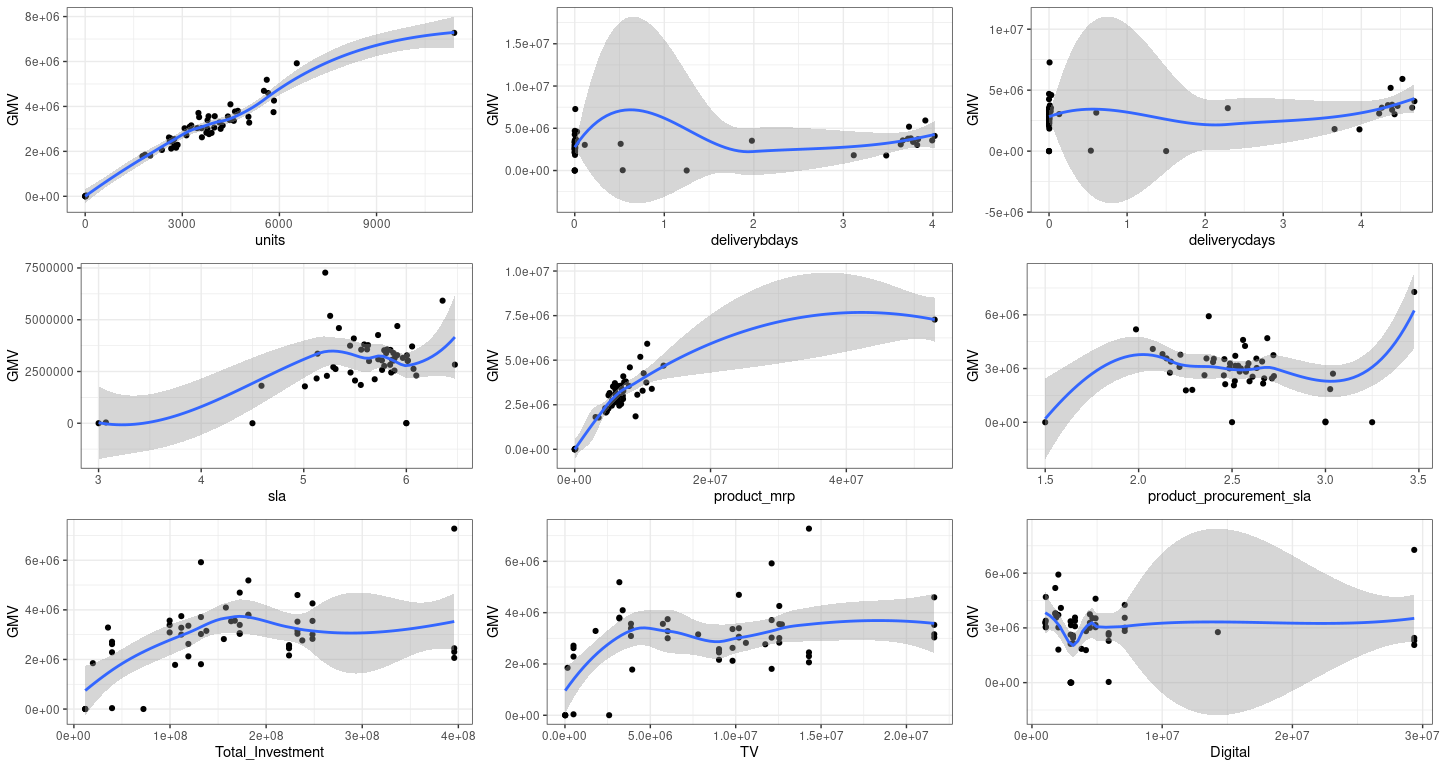 GMV
8e+06
6e+06
4e+06
2e+06
0e+00
0 3000 6000 9000
units
GMV
1.5e+07
1.0e+07
5.0e+06
0.0e+00
0 1 2 3 4
deliverybdays
GMV
1e+07
5e+06
0e+00
-5e+06
0 1 2 3 4
deliverycdays
GMV
7500000
5000000
2500000
0
3 4 5 6
sla
GMV
1.0e+07
7.5e+06
5.0e+06
2.5e+06
0.0e+00
0e+00 2e+07 4e+07
product_mrp
GMV
6e+06
3e+06
0e+00
1.5 2.0 2.5 3.0 3.5
product_procurement_sla
GMV
6e+06
4e+06
2e+06
0e+00
0e+00 1e+08 2e+08 3e+08 4e+08
Total_Investment
GMV
6e+06
4e+06
2e+06
0e+00
0.0e+00 5.0e+06 1.0e+07 1.5e+07 2.0e+07
TV
GMV
6e+06
3e+06
0e+00
0e+00 1e+07 2e+07 3e+07
Digital